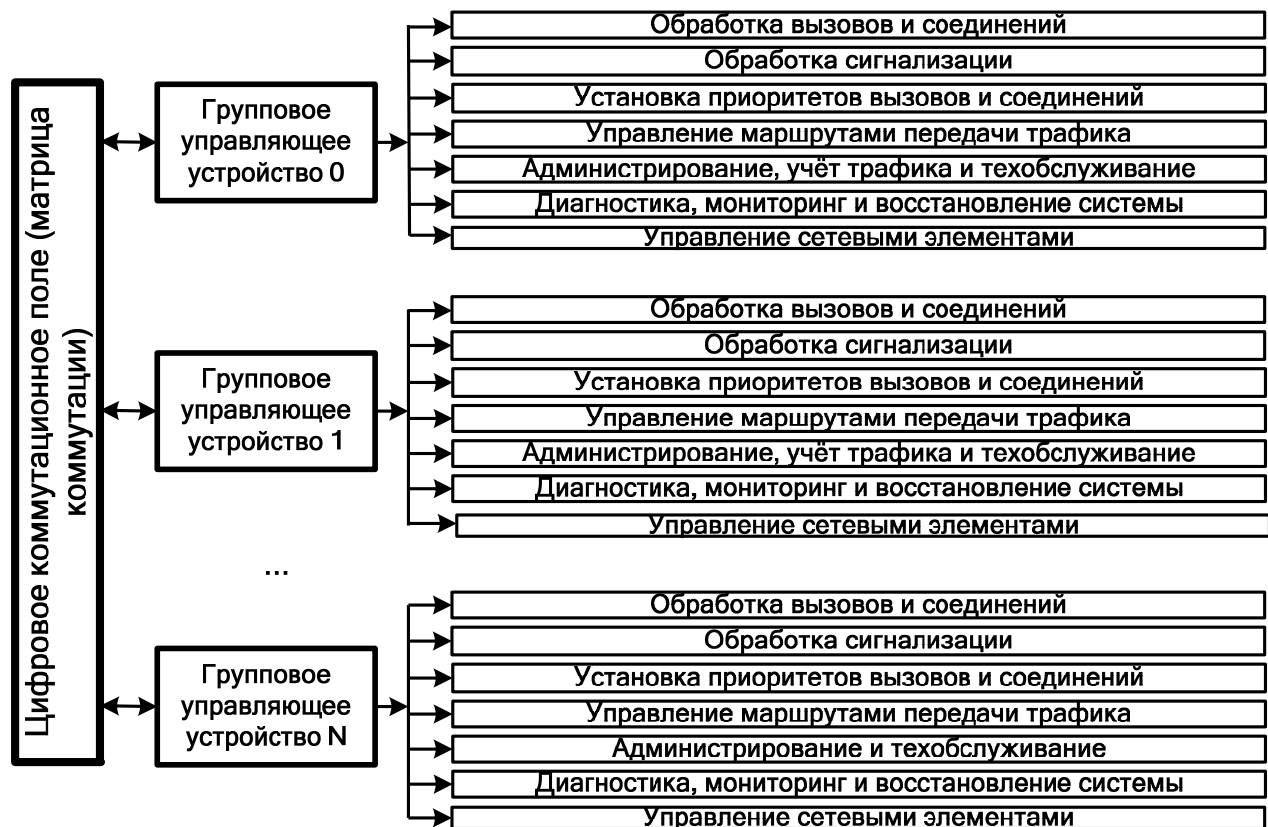 Цифровое коммутационное поле (матрица
коммутации)
Групповое
управляющее
устройство 0
Обработка вызовов и соединений
Обработка сигнализации
Установка приоритетов вызовов и соединений
Управление маршрутами передачи трафика
Администрирование, учёт трафика и техобслуживание
Диагностика, мониторинг и восстановление системы
Управление сетевыми элементами
Групповое
управляющее
устройство 1
Обработка вызовов и соединений
Обработка сигнализации
Установка приоритетов вызовов и соединений
Управление маршрутами передачи трафика
Администрирование, учёт трафика и техобслуживание
Диагностика, мониторинг и восстановление системы
Управление сетевыми элементами
...
Групповое
управляющее
устройство N
Обработка вызовов и соединений
Обработка сигнализации
Установка приоритетов вызовов и соединений
Управление маршрутами передачи трафика
Администрирование и техобслуживание
Диагностика, мониторинг и восстановление системы
Управление сетевыми элементами